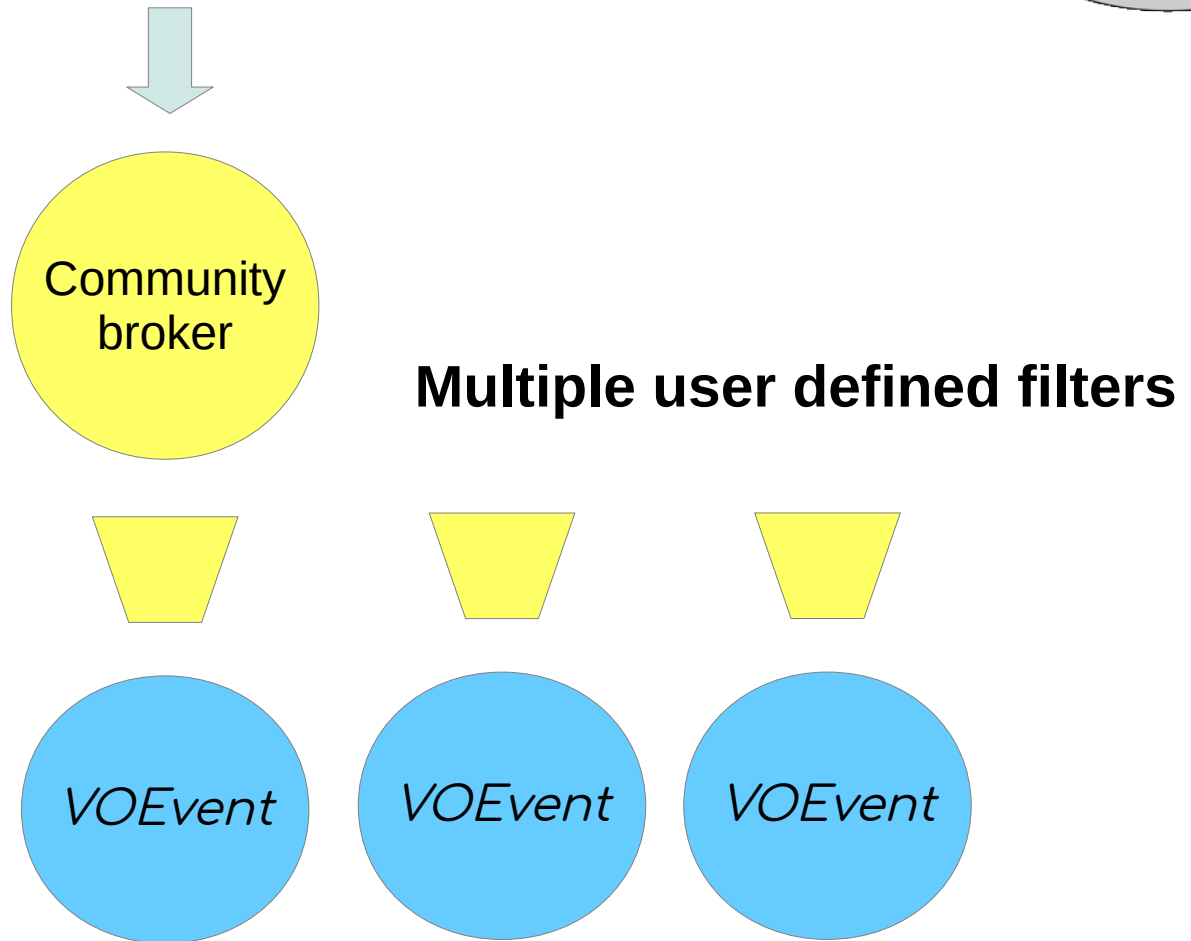 Community
broker
Multiple user defined filters
VOEvent
VOEvent
VOEvent